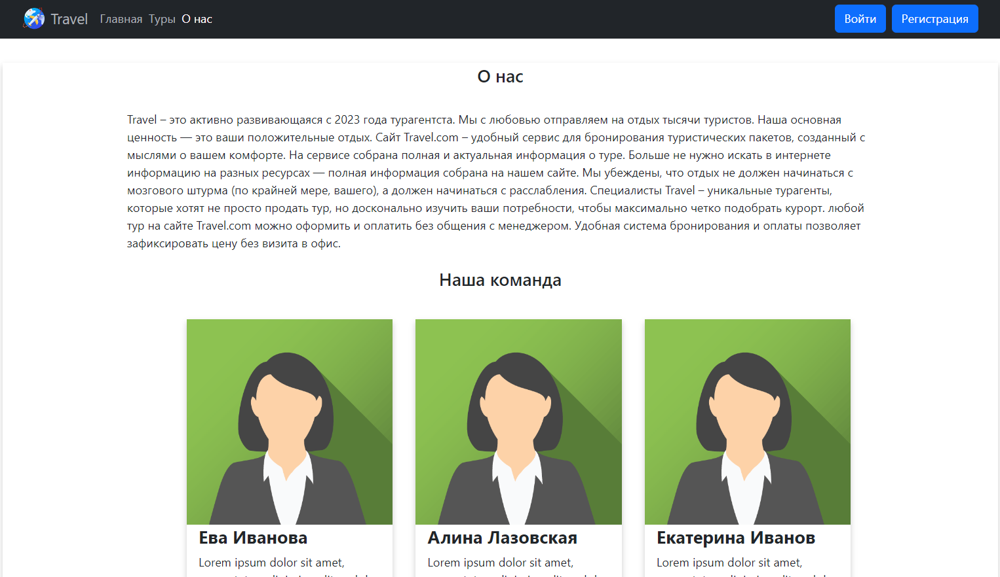 Travel Главная Туры О нас Войти Регистрация
О нас
Travel – это активно развивающаяся с 2023 года турагентста. Мы с любовью отправляем на отдых тысячи туристов. Наша основная
ценность — это ваши положительные отдых. Сайт Travel.com – удобный сервис для бронирования туристических пакетов, созданный с
мыслями о вашем комфорте. На сервисе собрана полная и актуальная информация о туре. Больше не нужно искать в интернете
информацию на разных ресурсах — полная информация собрана на нашем сайте. Мы убеждены, что отдых не должен начинаться с
мозгового штурма (по крайней мере, вашего), а должен начинаться с расслабления. Специалисты Travel – уникальные турагенты,
которые хотят не просто продать тур, но досконально изучить ваши потребности, чтобы максимально четко подобрать курорт. любой
тур на сайте Travel.com можно оформить и оплатить без общения с менеджером. Удобная система бронирования и оплаты позволяет
зафиксировать цену без визита в офис.
Наша команда
Ева Иванова
Lorem ipsum dolor sit amet,
Алина Лазовская
Lorem ipsum dolor sit amet,
Екатерина Иванов
Lorem ipsum dolor sit amet,